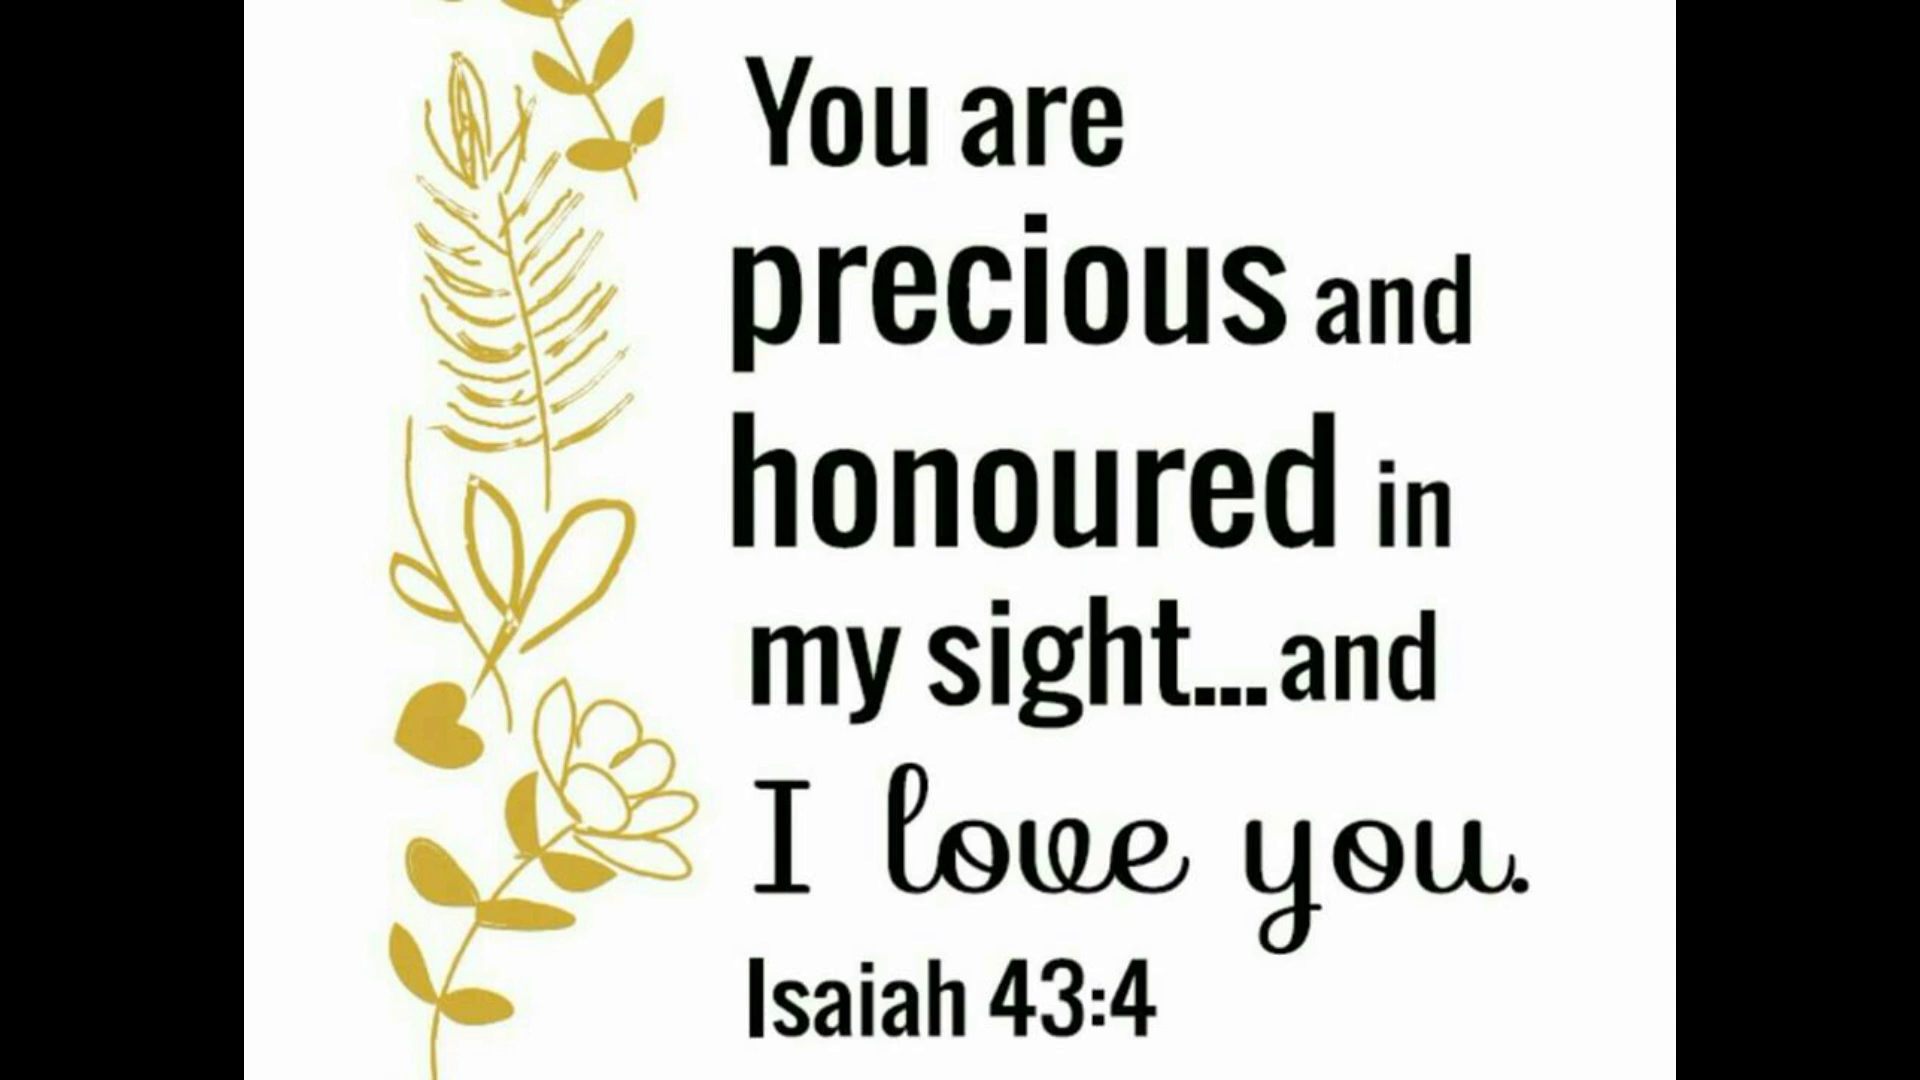 You are
precious and
honoured in
my sight...and
I love you.
Isaiah 43:4